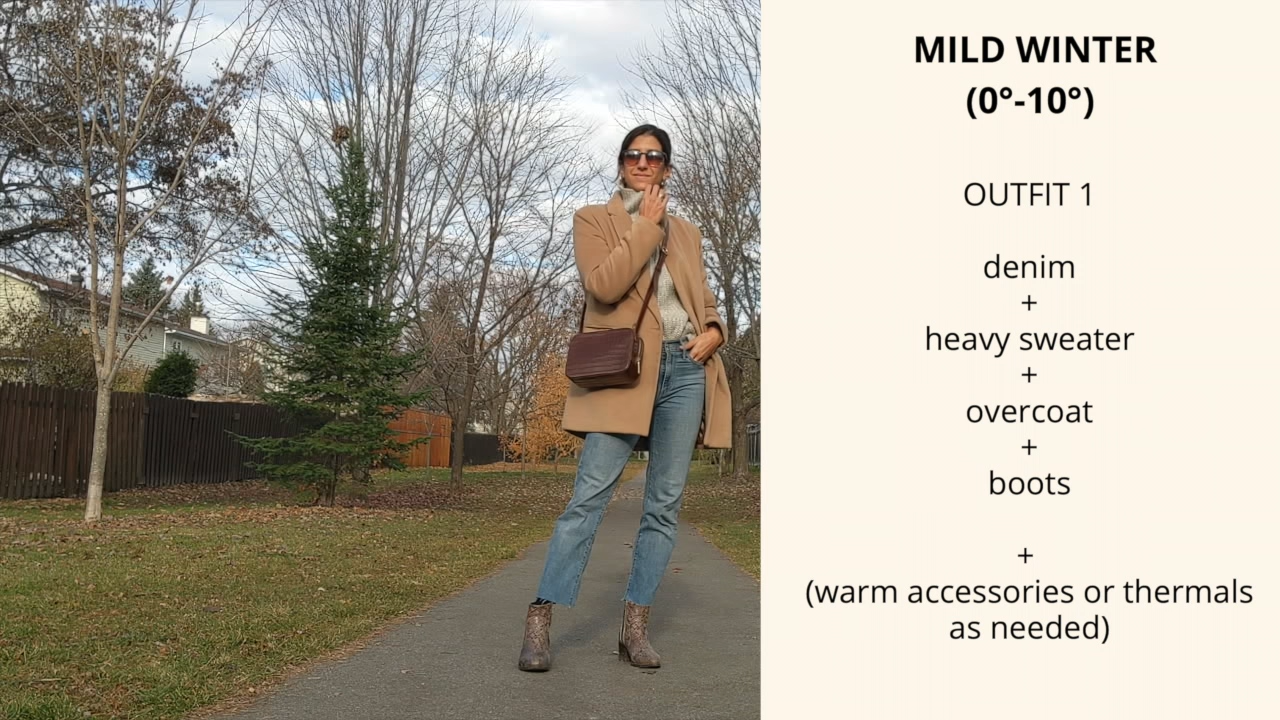 MILD WINTER
(0°-10°)
OUTFIT 1
denim
+
heavy sweater
+
overcoat
+
boots
+
(warm accessories or thermals
as needed)